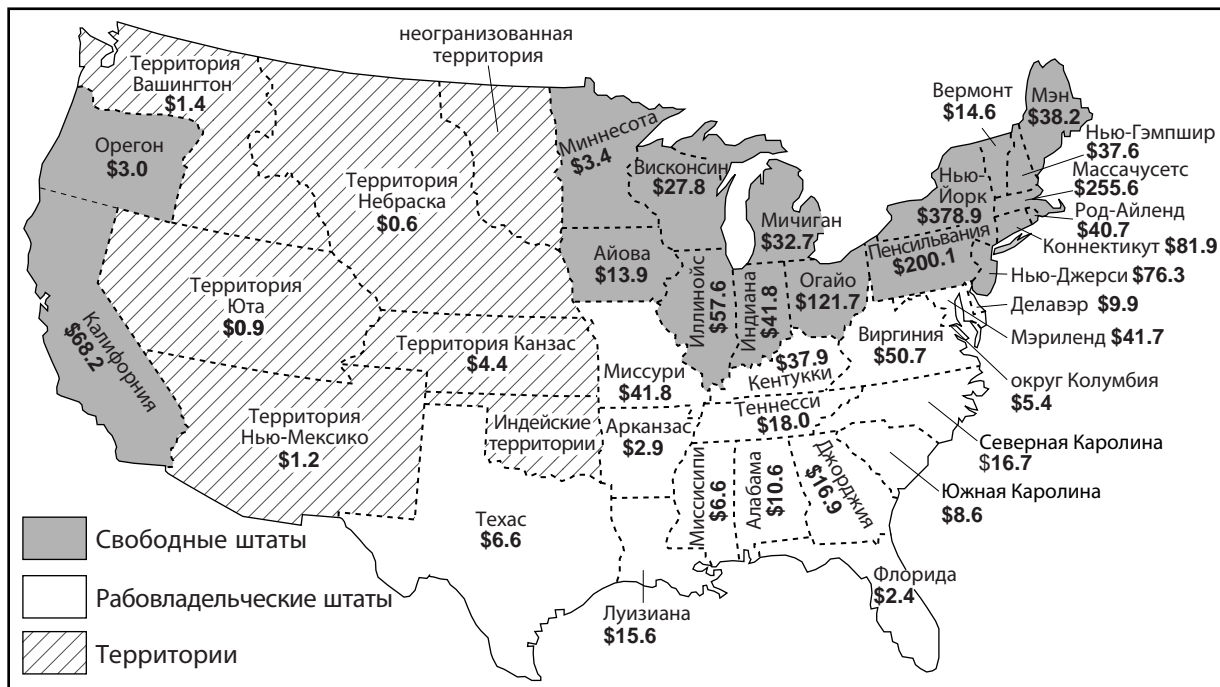 неогранизованная
территория
Территория
Вашингтон
$1.4
Орегон
$3.0
Территория
Небраска
$0.6
Миннесота
$3.4
Висконсин
$27.8
Мичиган
$32.7
Вермонт
$14.6
Мэн
$38.2
Нью-Гэмпшир
$37.6
Массачусетс
$255.6
Нью-
Йорк
$378.9
Род-Айленд
$40.7
Коннектикут $81.9
Пенсильвания
$200.1
Нью-Джерси $76.3
Айова
$13.9
Иллинойс
$57.6
Индиана
$41.8
Огайо
$121.7
Делавэр $9.9
Мэриленд $41.7
Территория
Юта
$0.9
Калифорния
$68.2
Территория Канзас
$4.4
Миссури
$41.8
$37.9
Кентукки
Виргиния
$50.7
округ Колумбия
$5.4
Территория
Нью-Мексико
$1.2
Индейские
территории
Арканзас
$2.9
Теннесси
$18.0
Северная Каролина
$16.7
Южная Каролина
$8.6
Миссисипи
$6.6
Алабама
$10.6
Джорджия
$16.9
Техас
$6.6
Луизиана
$15.6
Флорида
$2.4
Свободные штаты
Рабовладельческие штаты
Территории